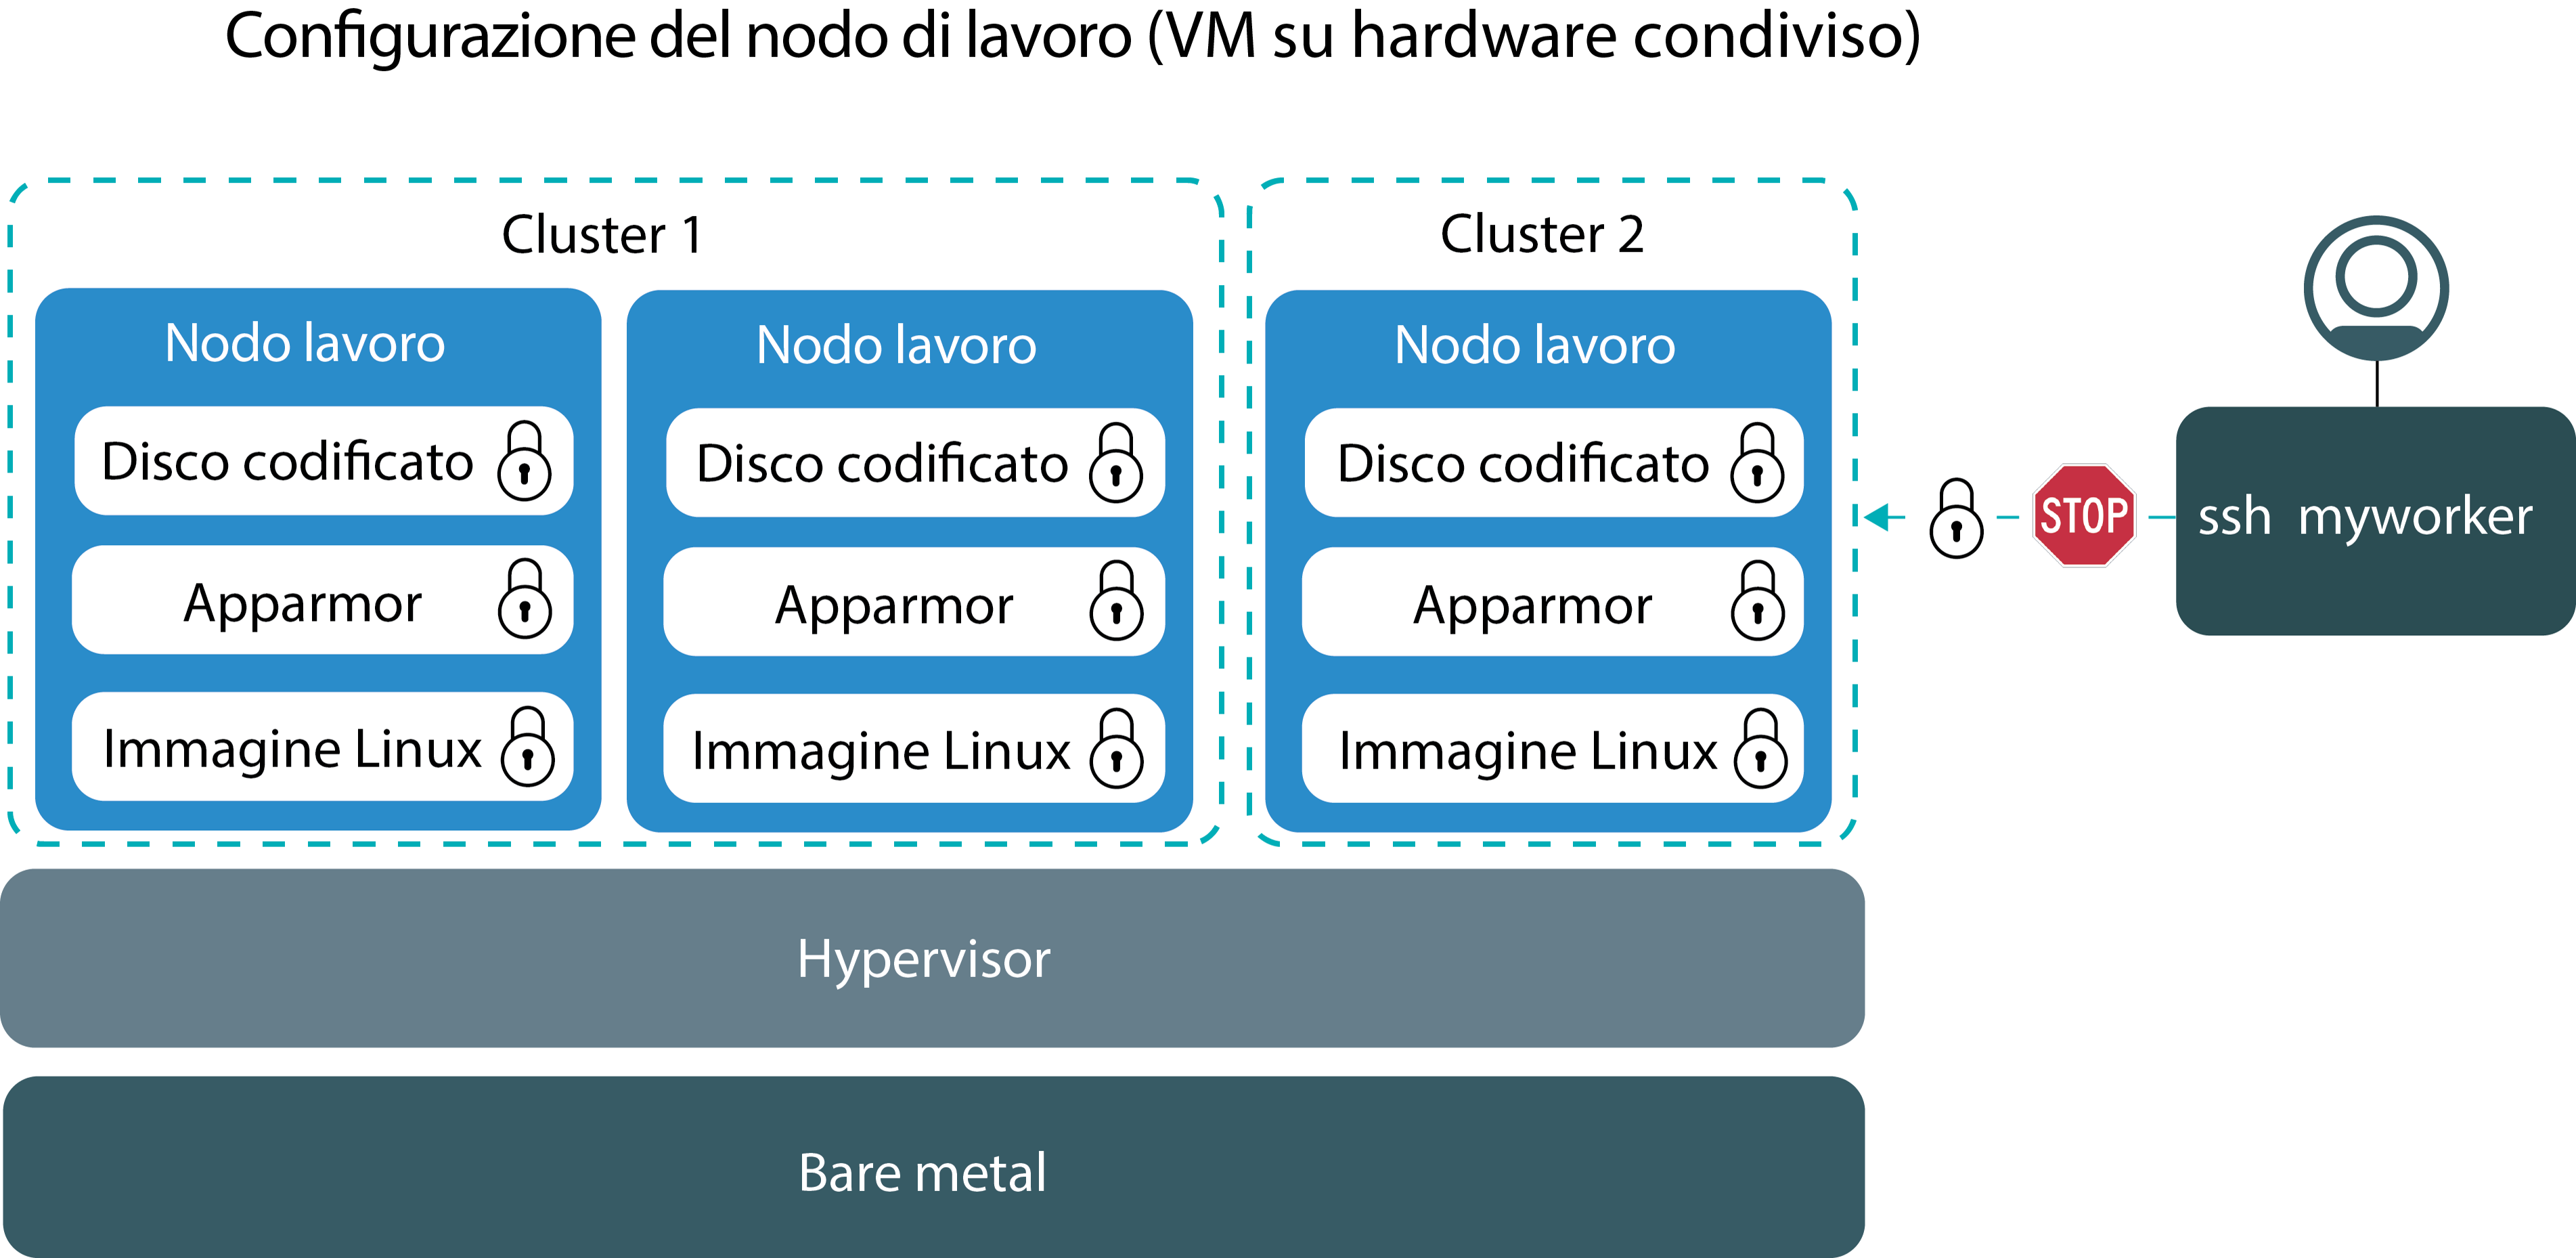 Configurazione del nodo di lavoro (VM su hardware condiviso)
Cluster 1
Nodo lavoro
Disco codificato
Apparmor
Immagine Linux
Nodo lavoro
Disco codificato
Apparmor
Immagine Linux
Cluster 2
Nodo lavoro
Disco codificato
Apparmor
Immagine Linux
STOP
ssh myworker
Hypervisor
Bare metal